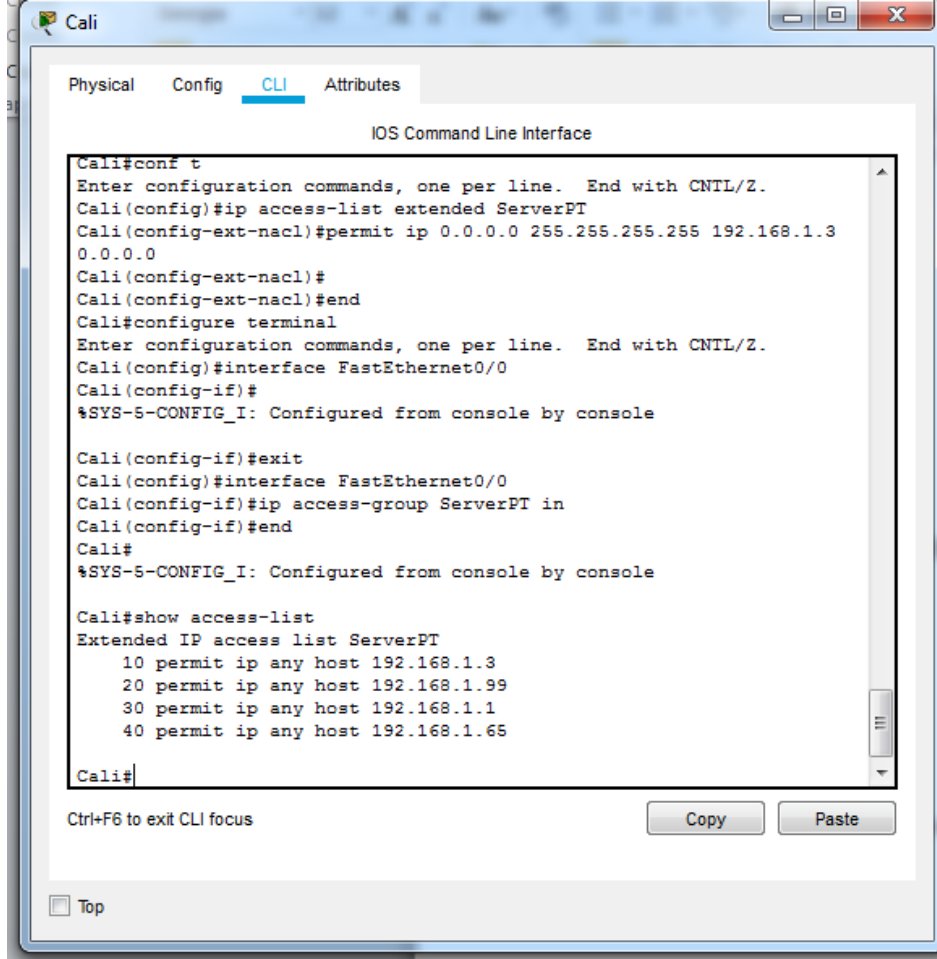 Cali
Physical Config CLI Attributes
IOS Command Line Interface
Cali#conf t
Enter configuration commands, one per line.  End with CNTL/Z.
Cali(config)#ip access-list extended ServerPT
Cali(config-ext-nacl)#permit ip 0.0.0.0 255.255.255.255 192.168.1.3
0.0.0.0
Cali(config-ext-nacl)#
Cali(config-ext-nacl)#end
Cali#configure terminal
Enter configuration commands, one per line.  End with CNTL/Z.
Cali(config)#interface FastEthernet0/0
Cali(config-if)#
%SYS-5-CONFIG_I: Configured from console by console
Cali(config-if)#exit
Cali(config)#interface FastEthernet0/0
Cali(config-if)#ip access-group ServerPT in
Cali(config-if)#end
Cali#
%SYS-5-CONFIG_I: Configured from console by console
Cali#show access-list
Extended IP access list ServerPT
    10 permit ip any host 192.168.1.3
    20 permit ip any host 192.168.1.99
    30 permit ip any host 192.168.1.1
    40 permit ip any host 192.168.1.65
Cali#
Ctrl+F6 to exit CLI focus
Copy Paste
Top